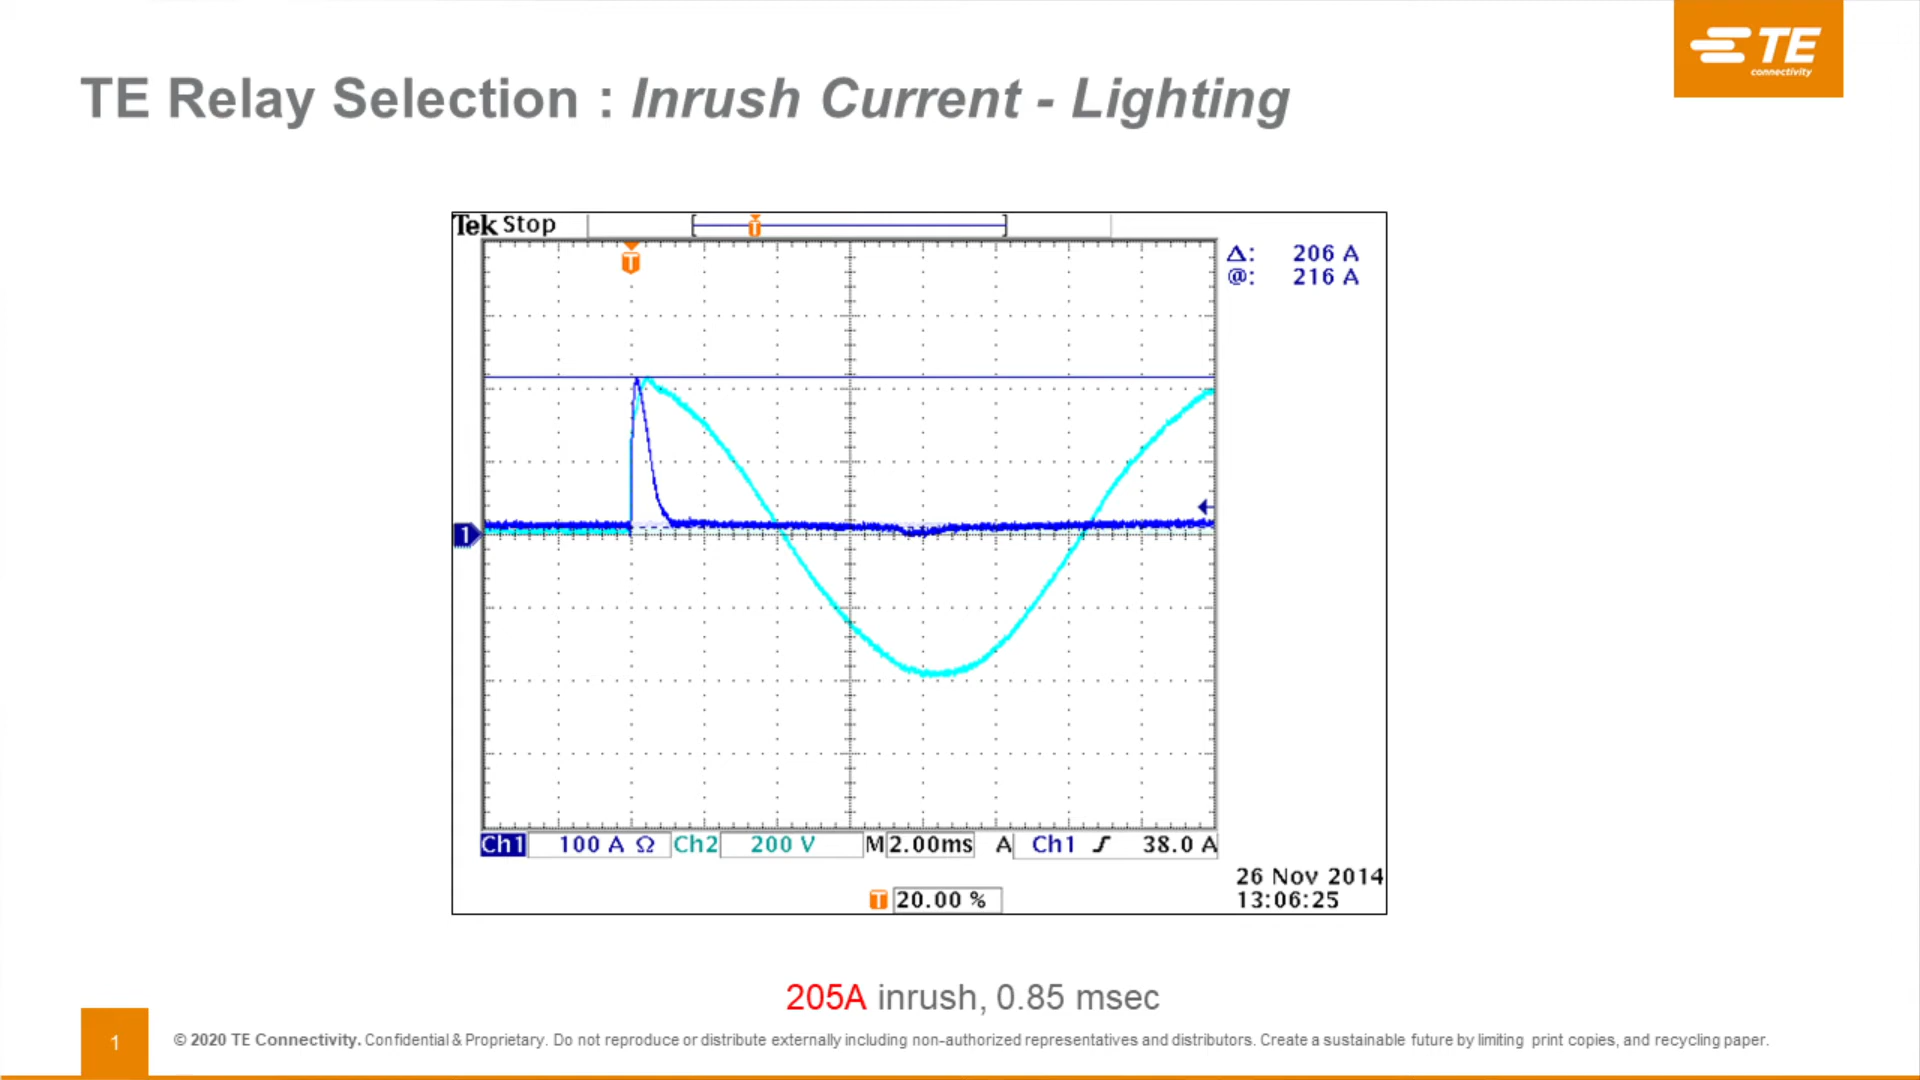 TE
connectivity
TE Relay Selection : Inrush Current - Lighting
Tek Stop
T
T
Δ: 206 A
@: 216 A
1
Ch1 100 A Ω Ch2 200 V M 2.00ms A Ch1 ƒ 38.0 A
26 Nov 2014
T 20.00 %
13:06:25
205A inrush, 0.85 msec
1
© 2020 TE Connectivity. Confidential & Proprietary. Do not reproduce or distribute externally including non-authorized representatives and distributors. Create a sustainable future by limiting print copies, and recycling paper.